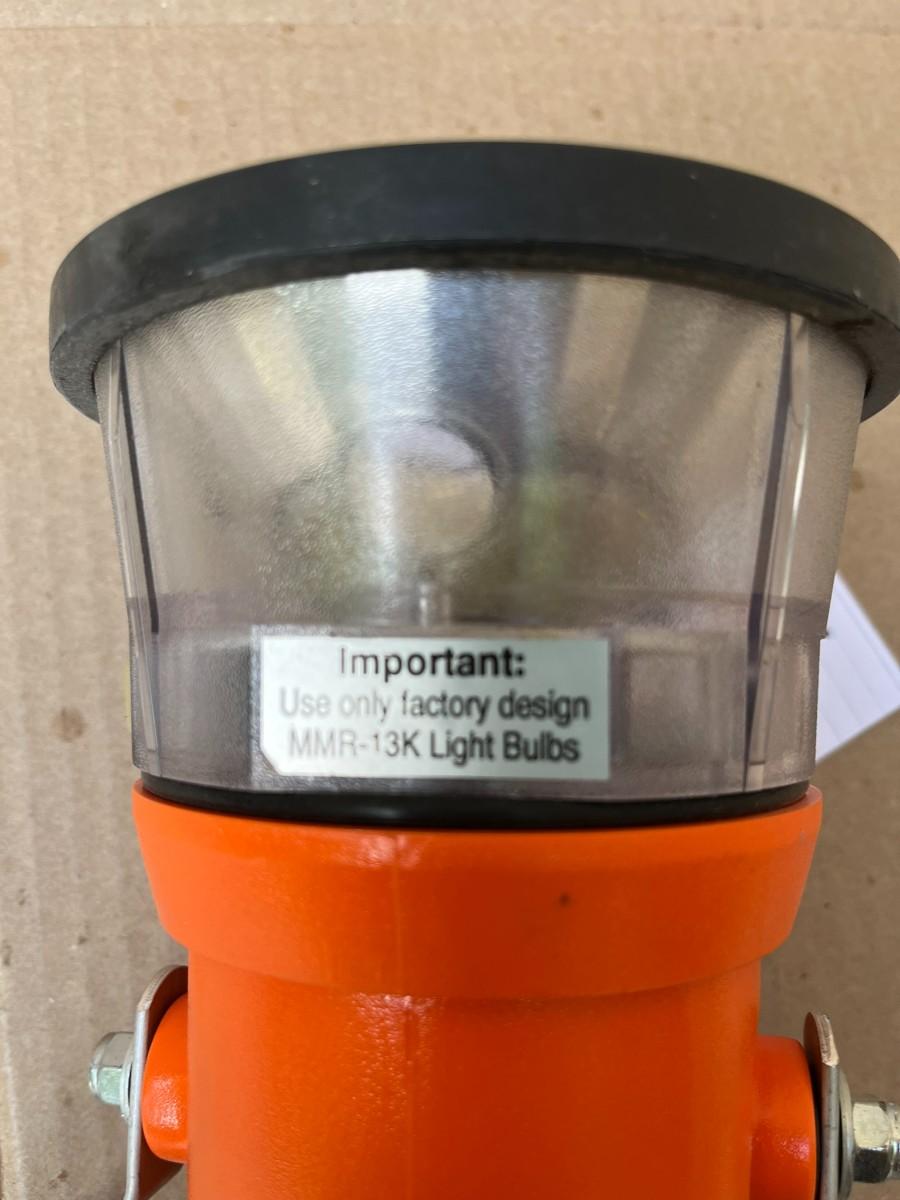 Important:
Use only factory design
MMR-13K Light Bulbs